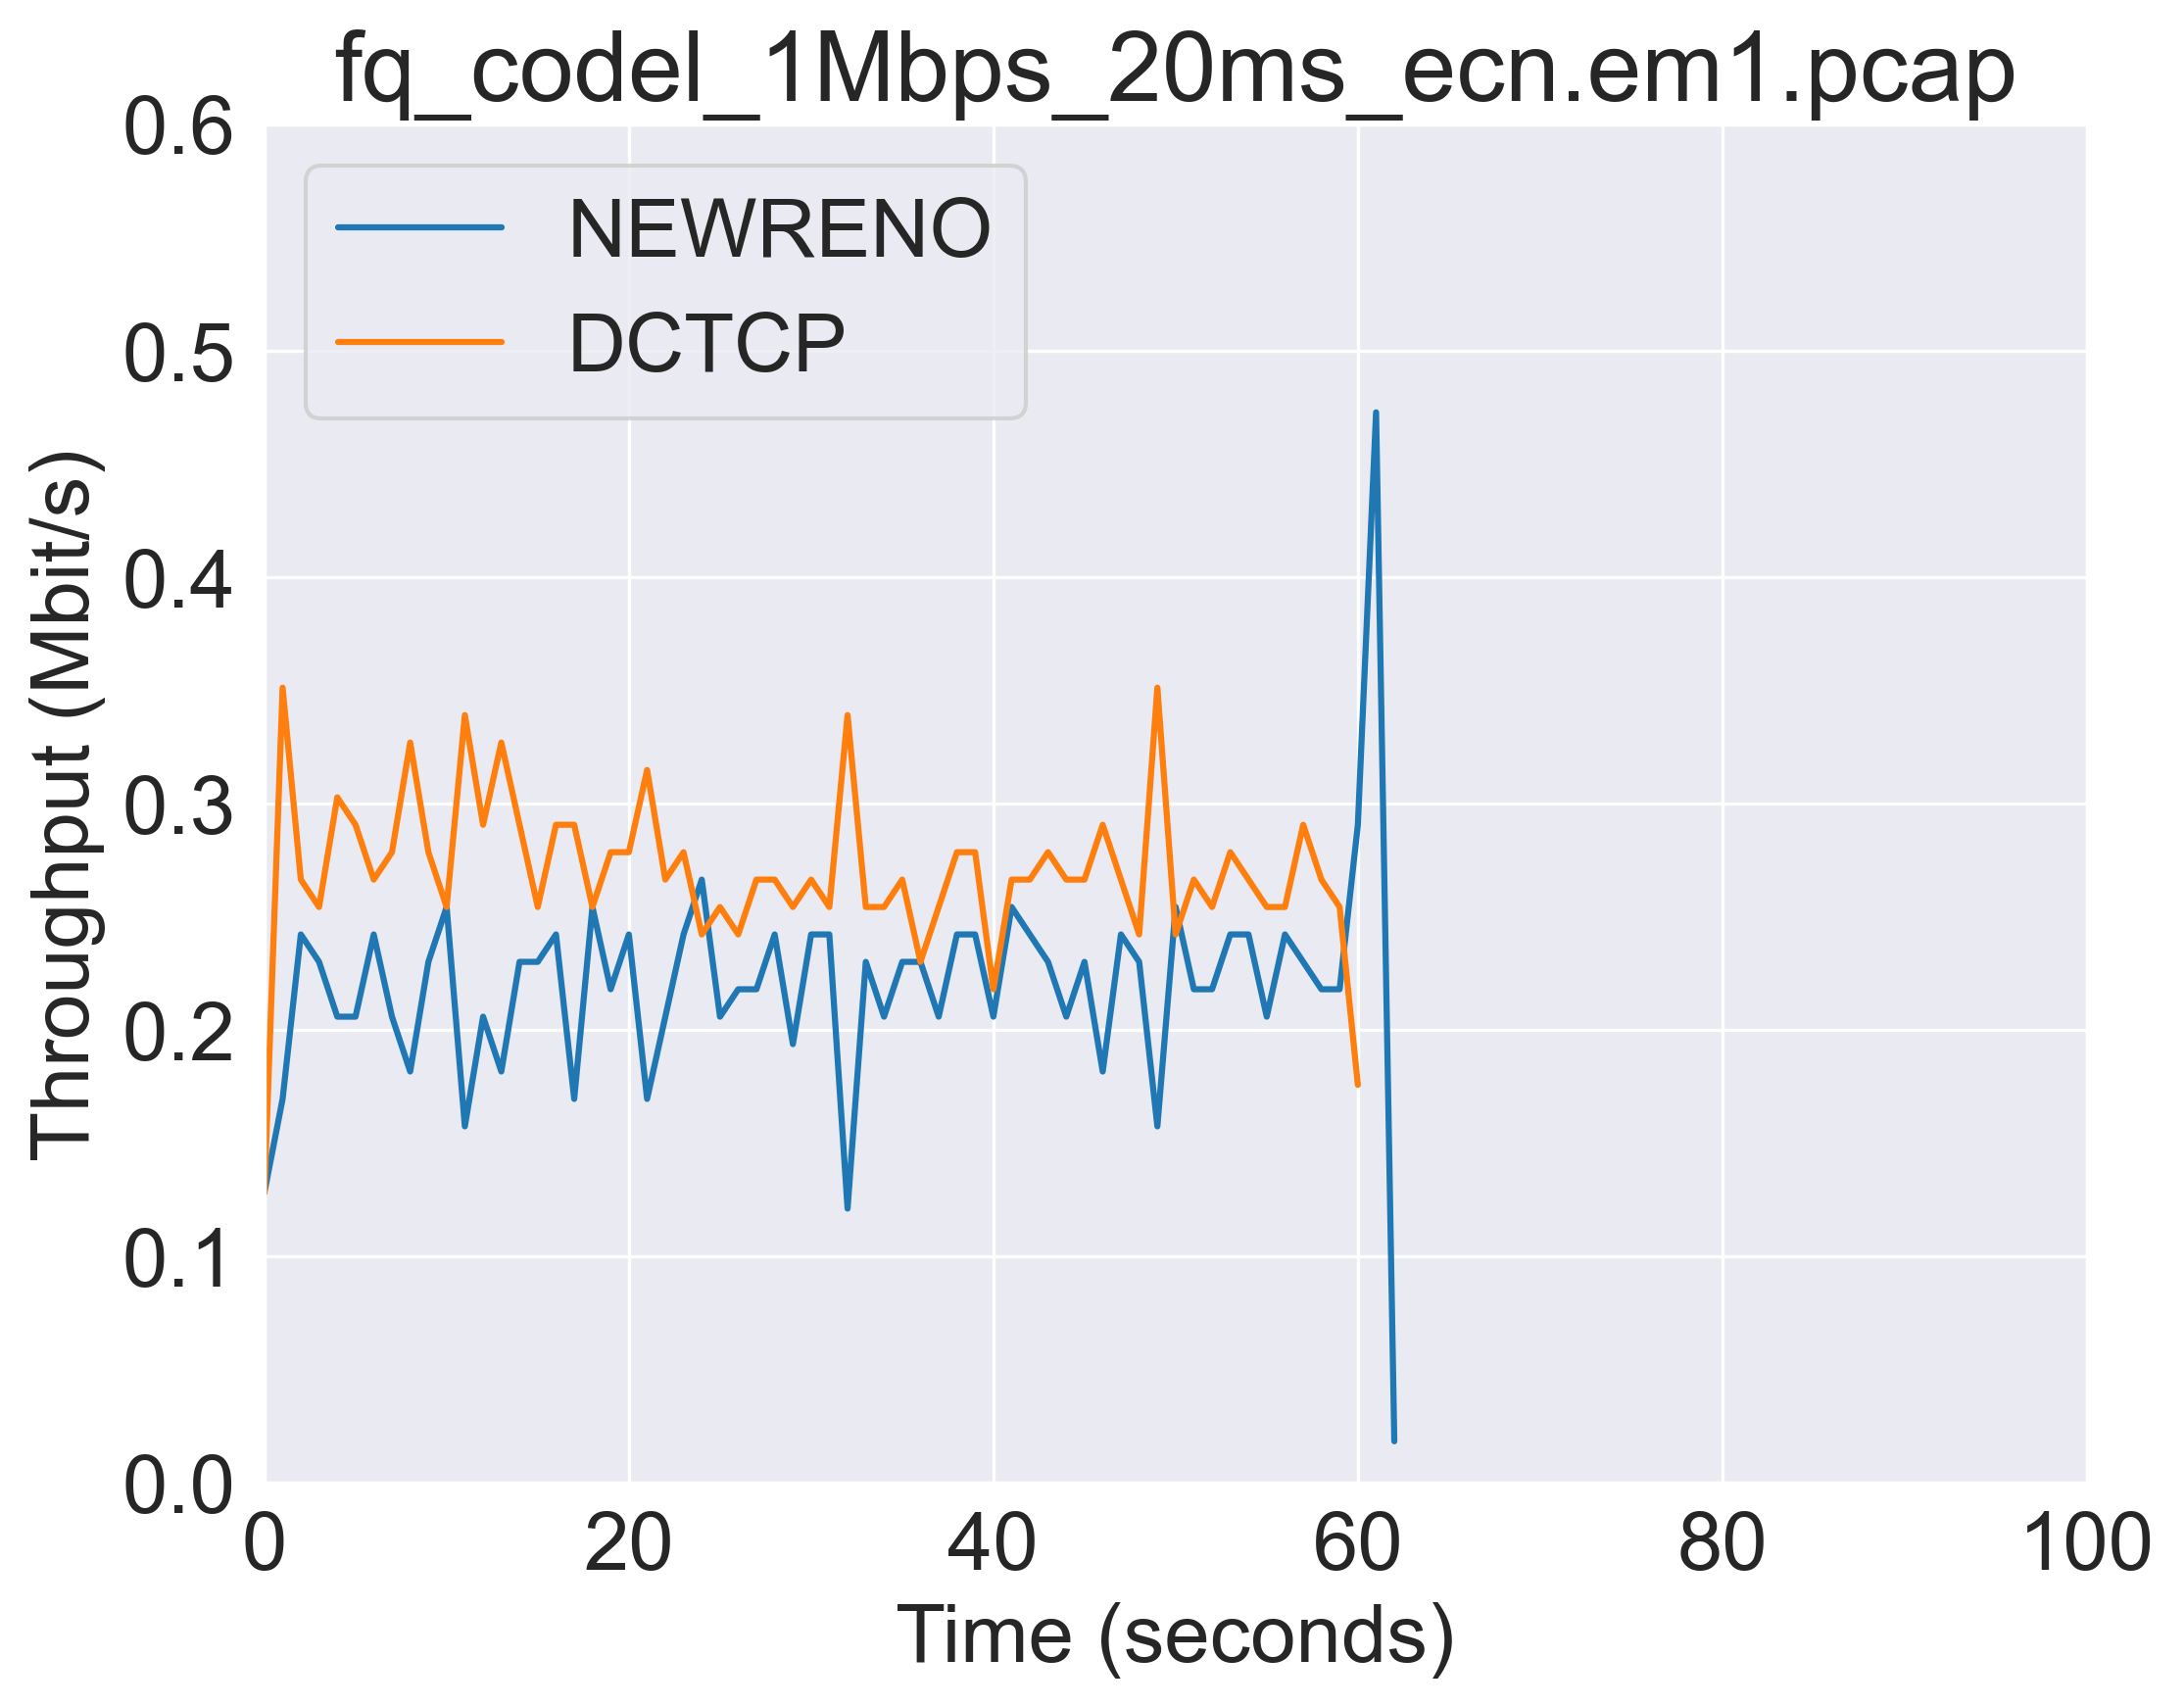 fq_codel_1Mbps_20ms_ecn.em1.pcap
NEWRENO
DCTCP
Throughput (Mbit/s)
0.6
0.5
0.4
0.3
0.2
0.1
0.0
0 20 40 60 80 100
Time (seconds)